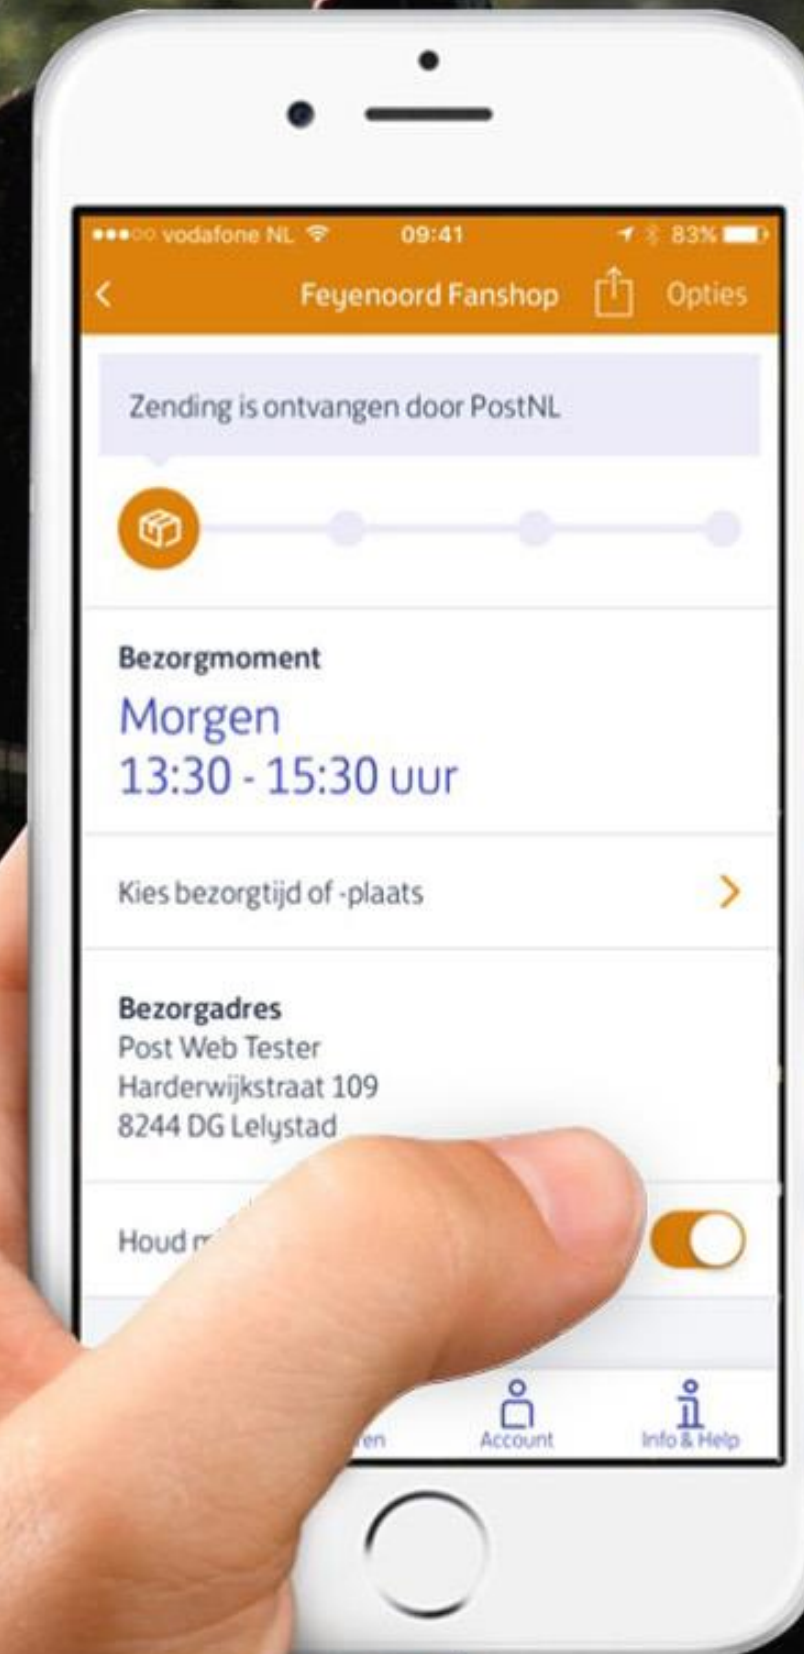 vodafone NL 09:41 83%
Feyenoord Fanshop Opties
Zending is ontvangen door PostNL
Bezorgmoment
Morgen
13:30 - 15:30 uur
Kies bezorgtijd of -plaats
Bezorgadres
Post Web Tester
Harderwijkstraat 109
8244 DG Lelystad
Houd
Account Info & Help